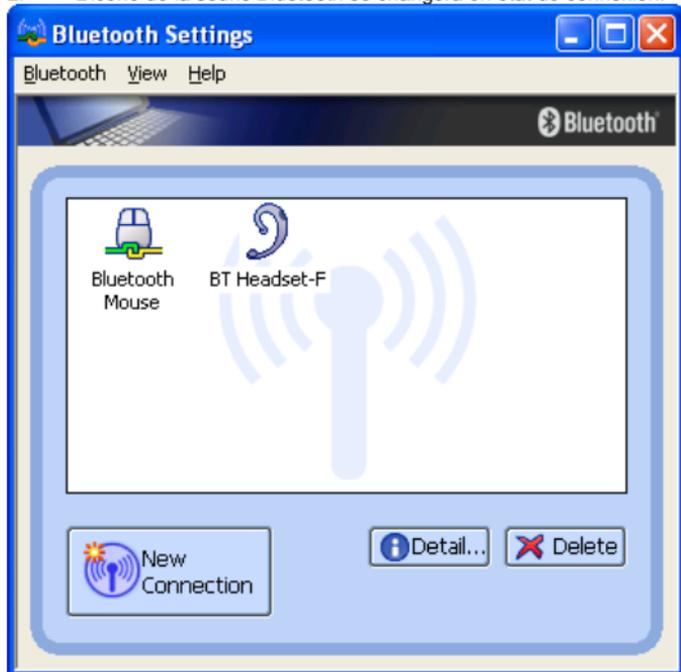 Bluetooth Settings
Bluetooth View Help
Bluetooth
Bluetooth
Mouse
BT Headset-F
New
Connection
Detail...
Delete